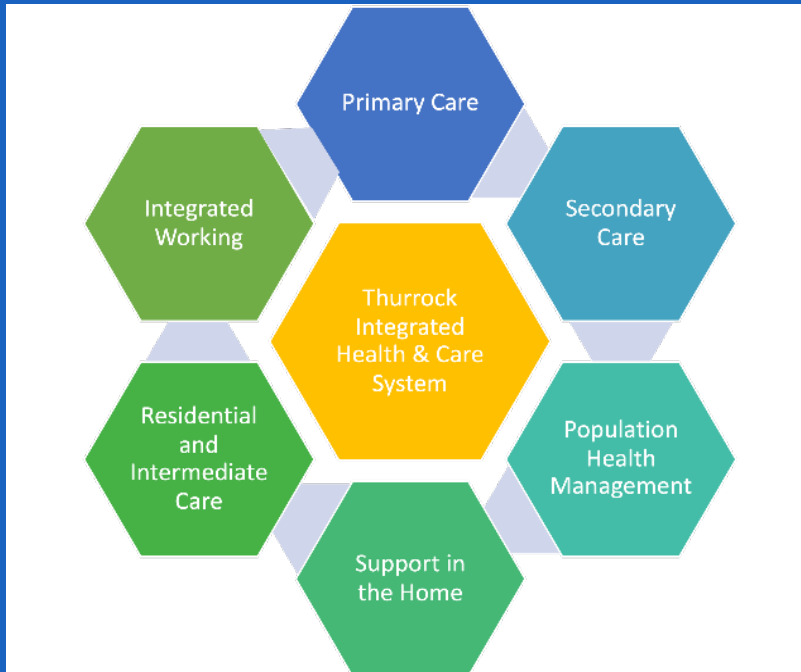 Primary Care
Integrated
Working
Secondary
Care
Thurrock
Integrated
Health & Care
System
Residential
and
Intermediate
Care
Population
Health
Management
Support in
the Home